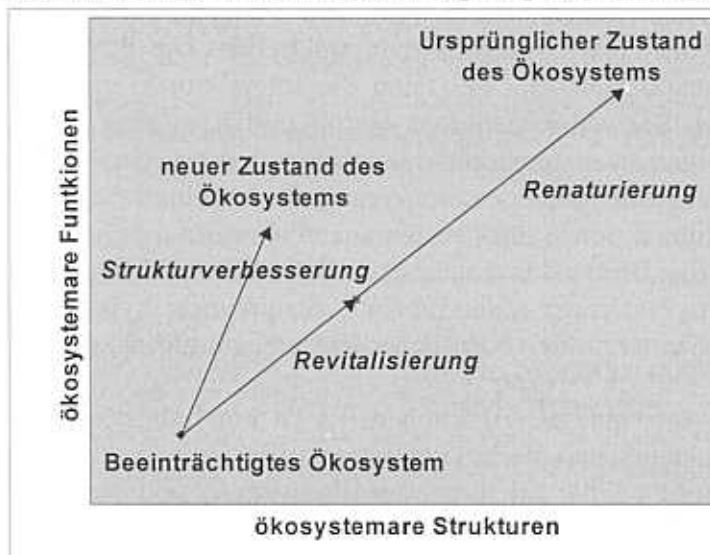 Ursprünglicher Zustand
des Ökosystems
neuer Zustand des
Ökosystems
Renaturierung
Strukturverbesserung
Revitalisierung
Beeinträchtigtes Ökosystem
ökosystemare Funtkionen
ökosystemare Strukturen